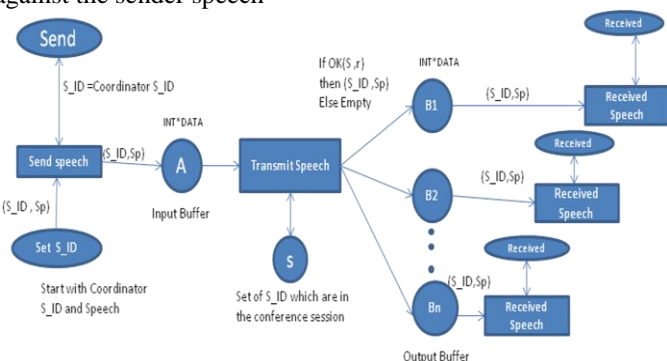 against the sender speech
Send
S_ID =Coordinator S_ID
Send speech
(S_ID,Sp)
(S_ID , Sp)
Set S_ID
Start with Coordinator
S_ID and Speech
INT*DATA
A
Input Buffer
Transmit Speech
S
Set of S_ID which are in
the conference session
If OK(S ,r)
then (S_ID ,Sp)
Else Empty
INT*DATA
B1
(S_ID,Sp)
Received
Speech
Received
B2
(S_ID,Sp)
Received
Speech
Received
Bn
(S_ID,Sp)
Received
Speech
Received
Output Buffer